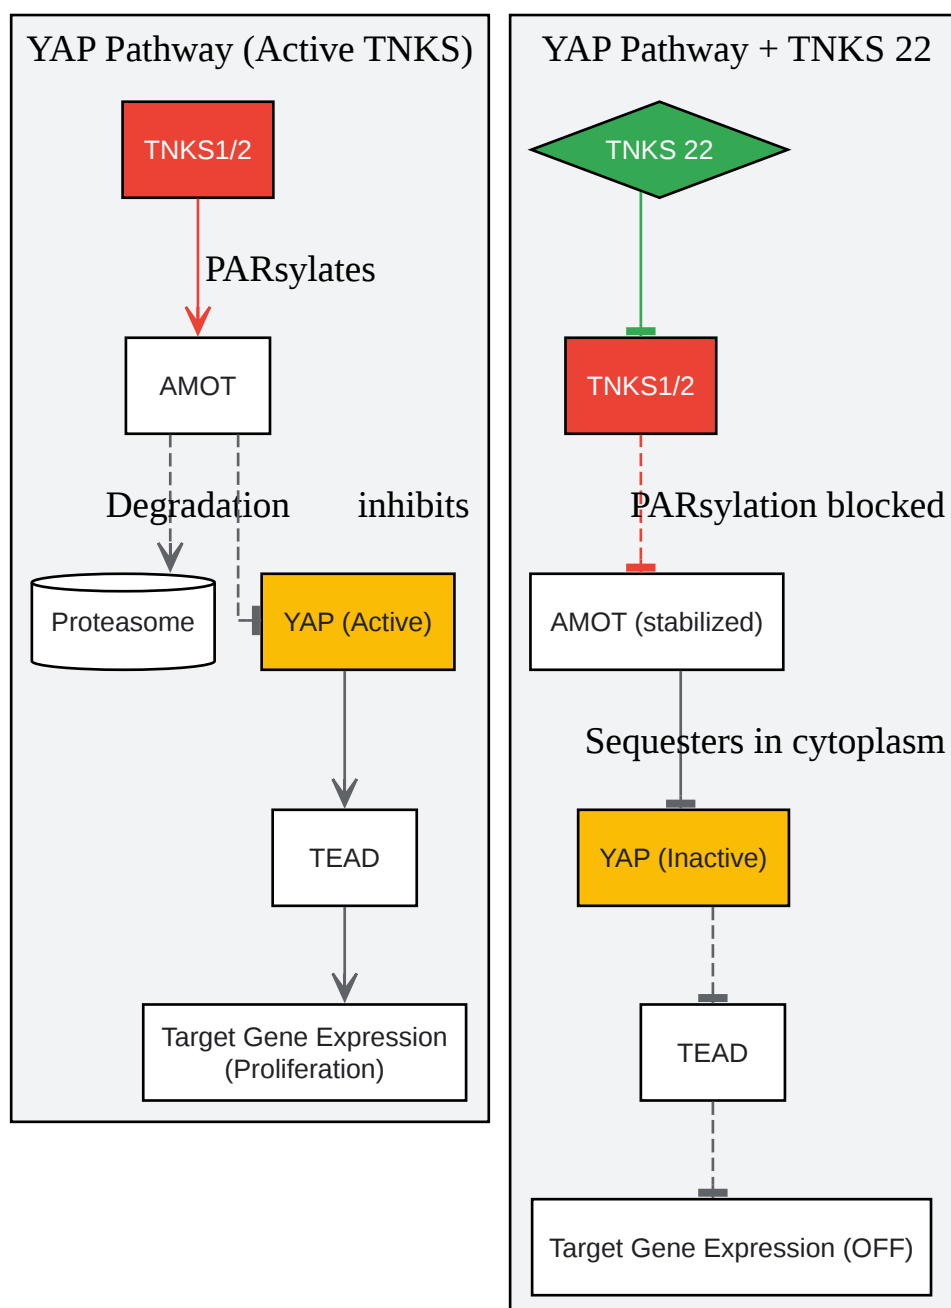 YAP Pathway (Active TNKS)
TNKS1/2
PARsylates
AMOT
Degradation
inhibits
Proteasome
YAP (Active)
TEAD
Target Gene Expression
(Proliferation)
YAP Pathway + TNKS 22
TNKS 22
TNKS1/2
PARsylation blocked
AMOT (stabilized)
Sequesters in cytoplasm
YAP (Inactive)
TEAD
Target Gene Expression (OFF)